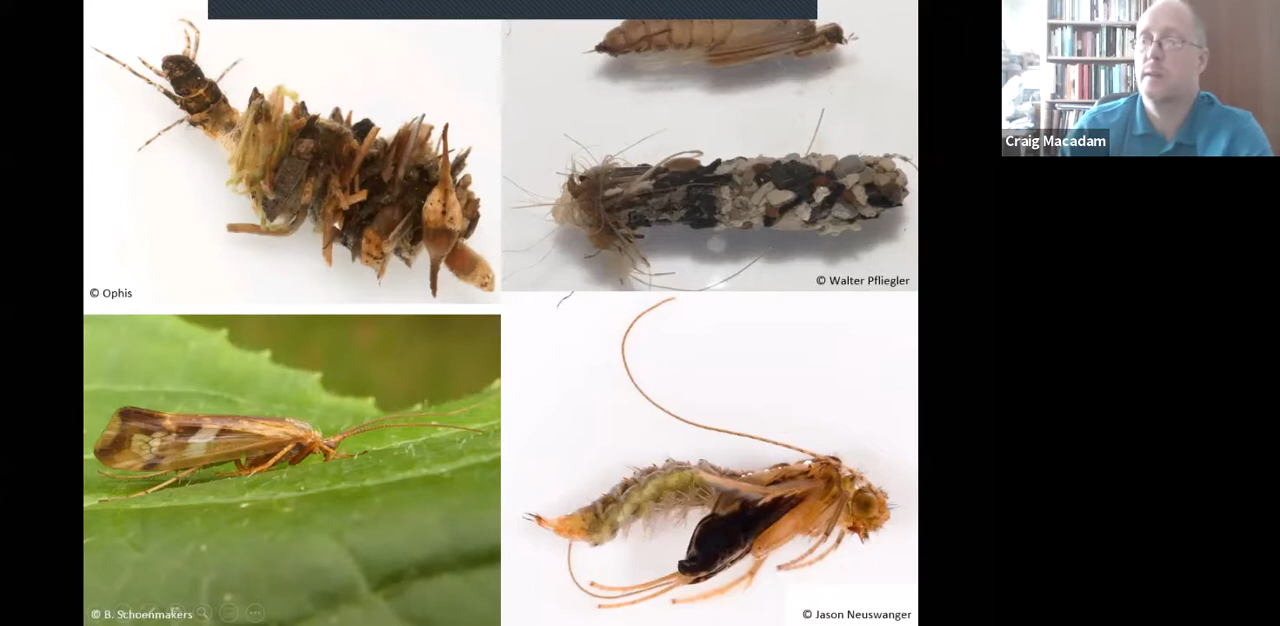 Craig Macadam
© Walter Pfliegler
© Ophis
© B. Schoenmakers
© Jason Neuswanger